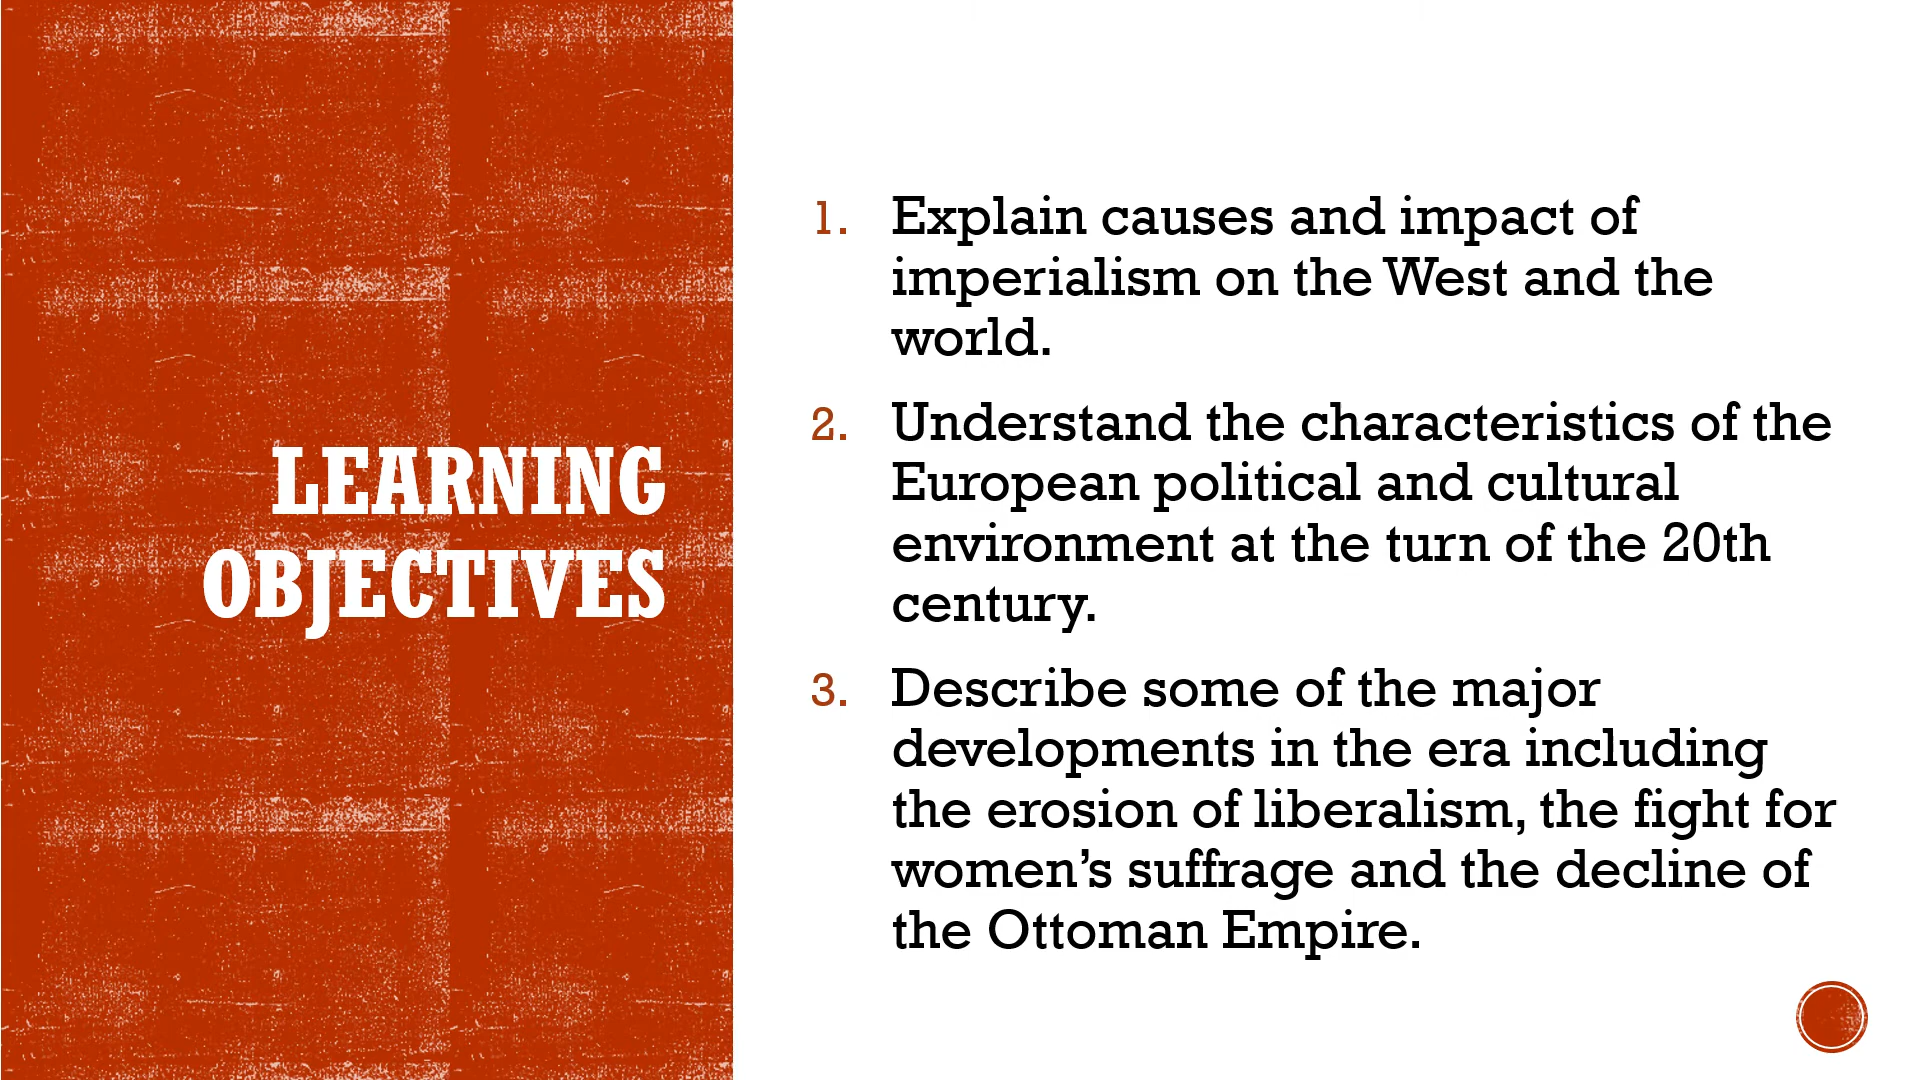 LEARNING
OBJECTIVES
1. Explain causes and impact of
imperialism on the West and the
world.
2. Understand the characteristics of the
European political and cultural
environment at the turn of the 20th
century.
3. Describe some of the major
developments in the era including
the erosion of liberalism, the fight for
women’s suffrage and the decline of
the Ottoman Empire.